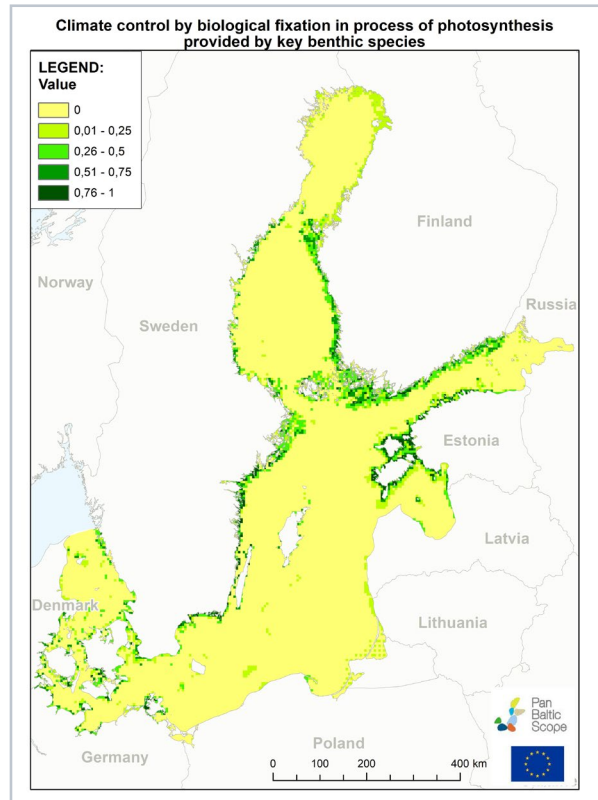 Climate control by biological fixation in process of photosynthesis
provided by key benthic species
LEGEND:
Value
0
0,01 - 0,25
0,26 - 0,5
0,51 - 0,75
0,76 - 1
Finland
Norway
Russia
Sweden
Estonia
Latvia
Denmark
Lithuania
Pan
Baltic
Scope
Poland
Germany
0 100 200 400 km